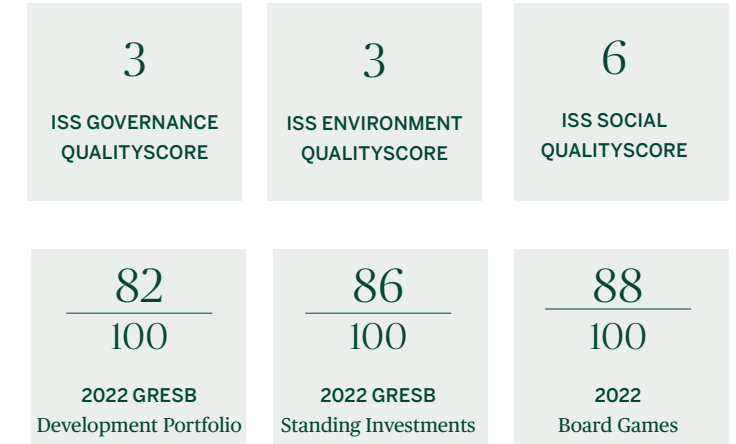 3
ISS GOVERNANCE
QUALITYSCORE
3
ISS ENVIRONMENT
QUALITYSCORE
6
ISS SOCIAL
QUALITYSCORE
82
100
2022 GRESB
Development Portfolio
86
100
2022 GRESB
Standing Investments
88
100
2022
Board Games